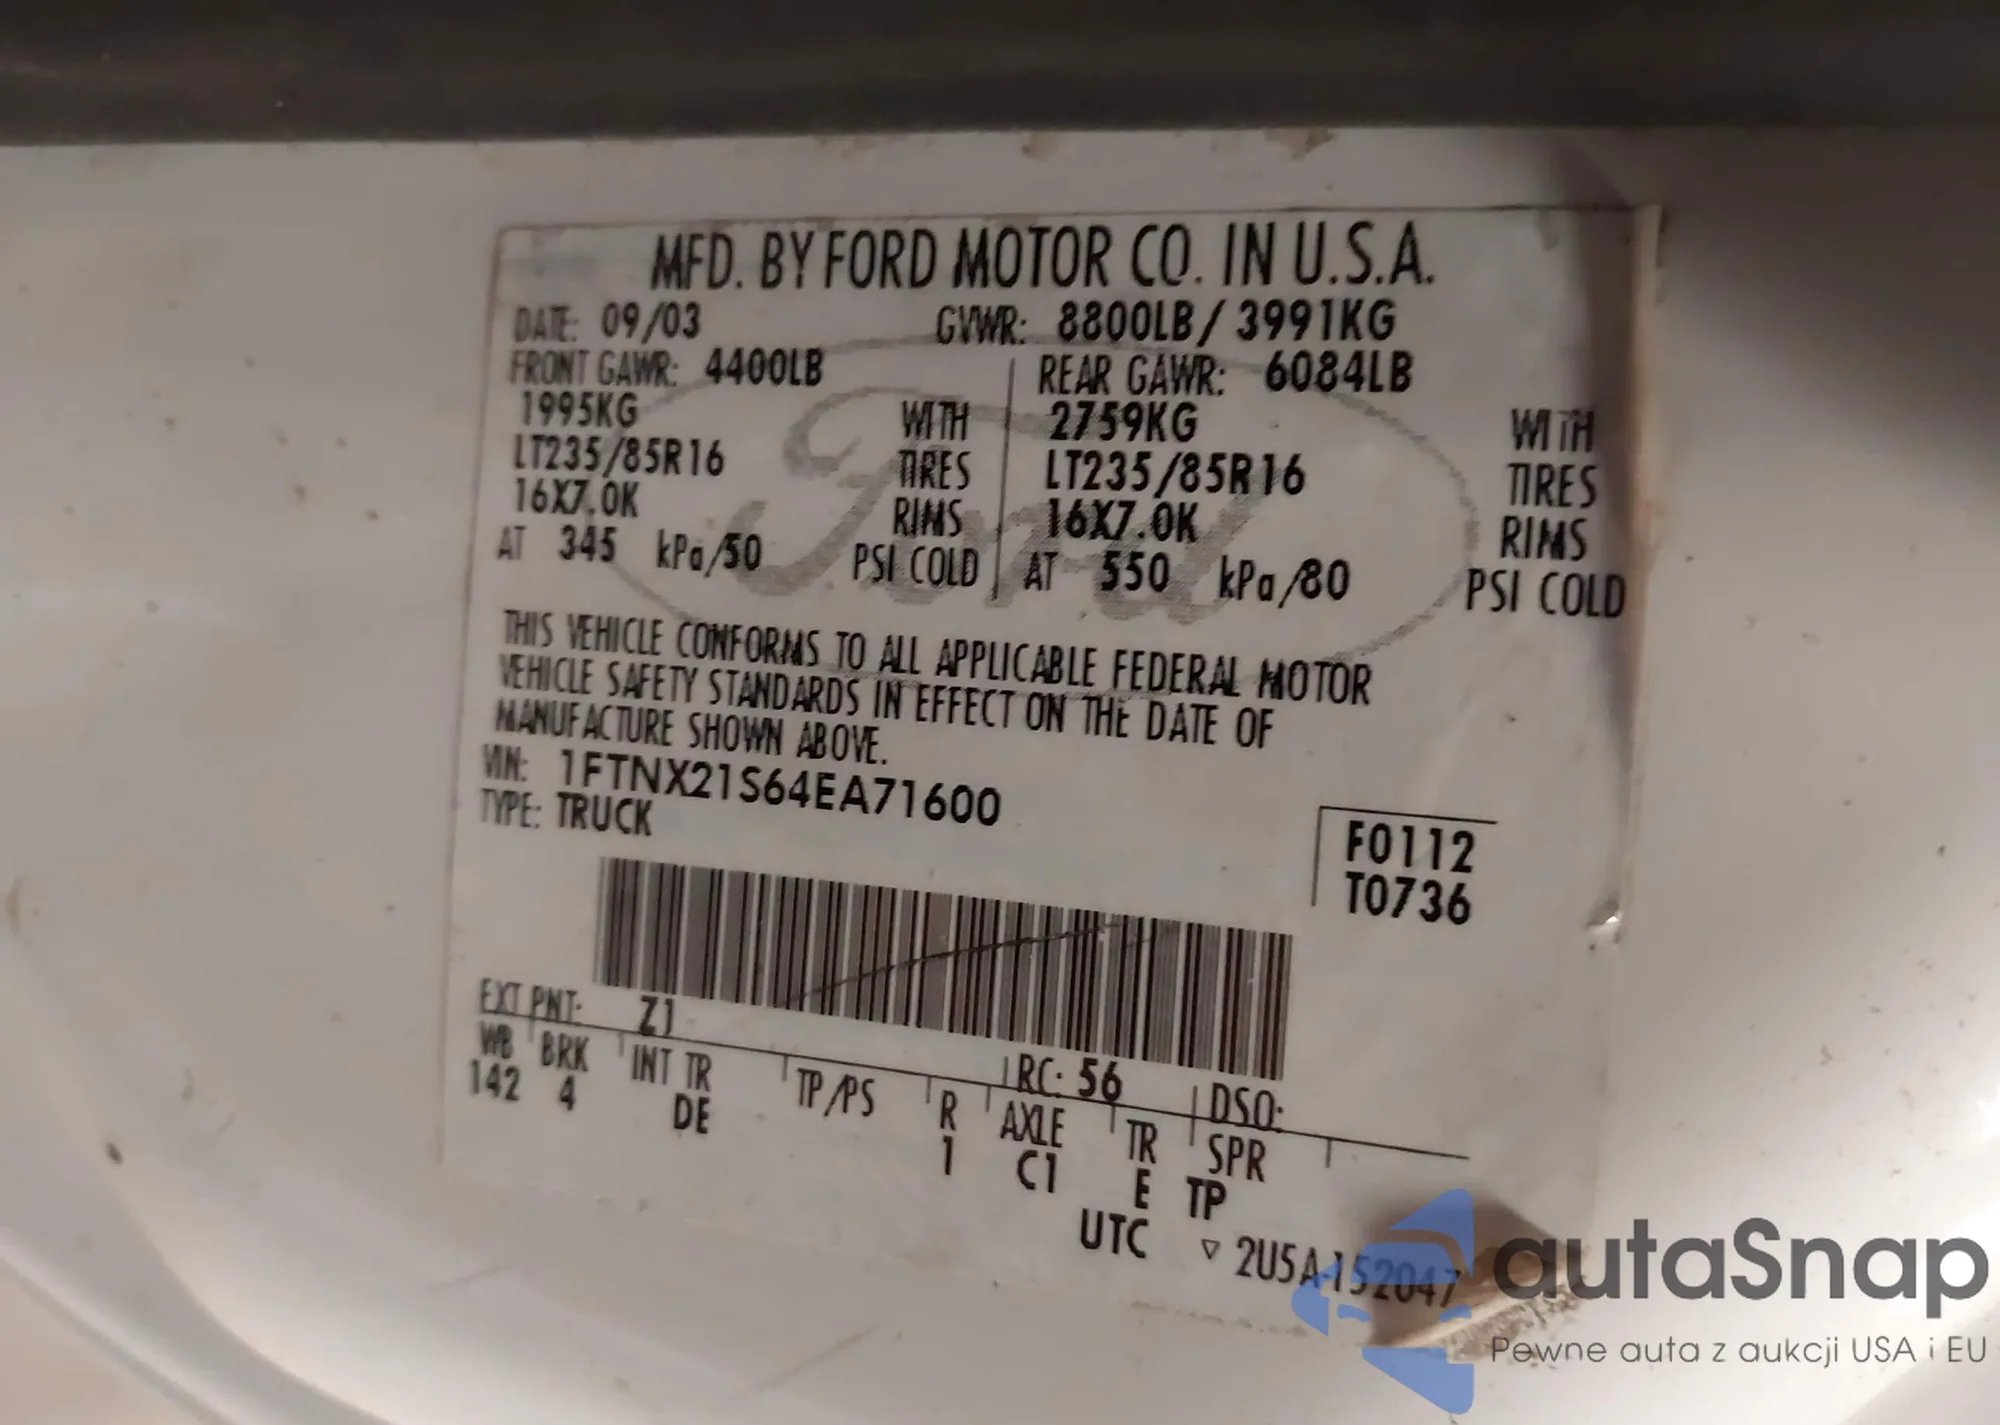 MFD. BY FORD MOTOR CO. IN U.S.A.
DATE: 09/03 GVWR: 8800LB / 3991KG
FRONT GAWR: 4400LB REAR GAWR: 6084LB
1995KG WITH 2759KG WITH
LT235/85R16 TIRES LT235/85R16 TIRES
16X7.0K RIMS 16X7.0K RIMS
AT 345 kPa/50 PSI COLD AT 550 kPa/80 PSI COLD
Ford
THIS VEHICLE CONFORMS TO ALL APPLICABLE FEDERAL MOTOR
VEHICLE SAFETY STANDARDS IN EFFECT ON THE DATE OF
MANUFACTURE SHOWN ABOVE.
VIN: 1FTNX21S64EA71600
TYPE: TRUCK
F0112
T0736
EXT PNT: Z1 RC: 56 DSO:
WB BRK INT TR TP/PS R AXLE TR SPR
142 4 DE 1 C1 E TP
UTC ▽ 2U5A-152047
autaSnap
Pewne auta z aukcji USA i EU